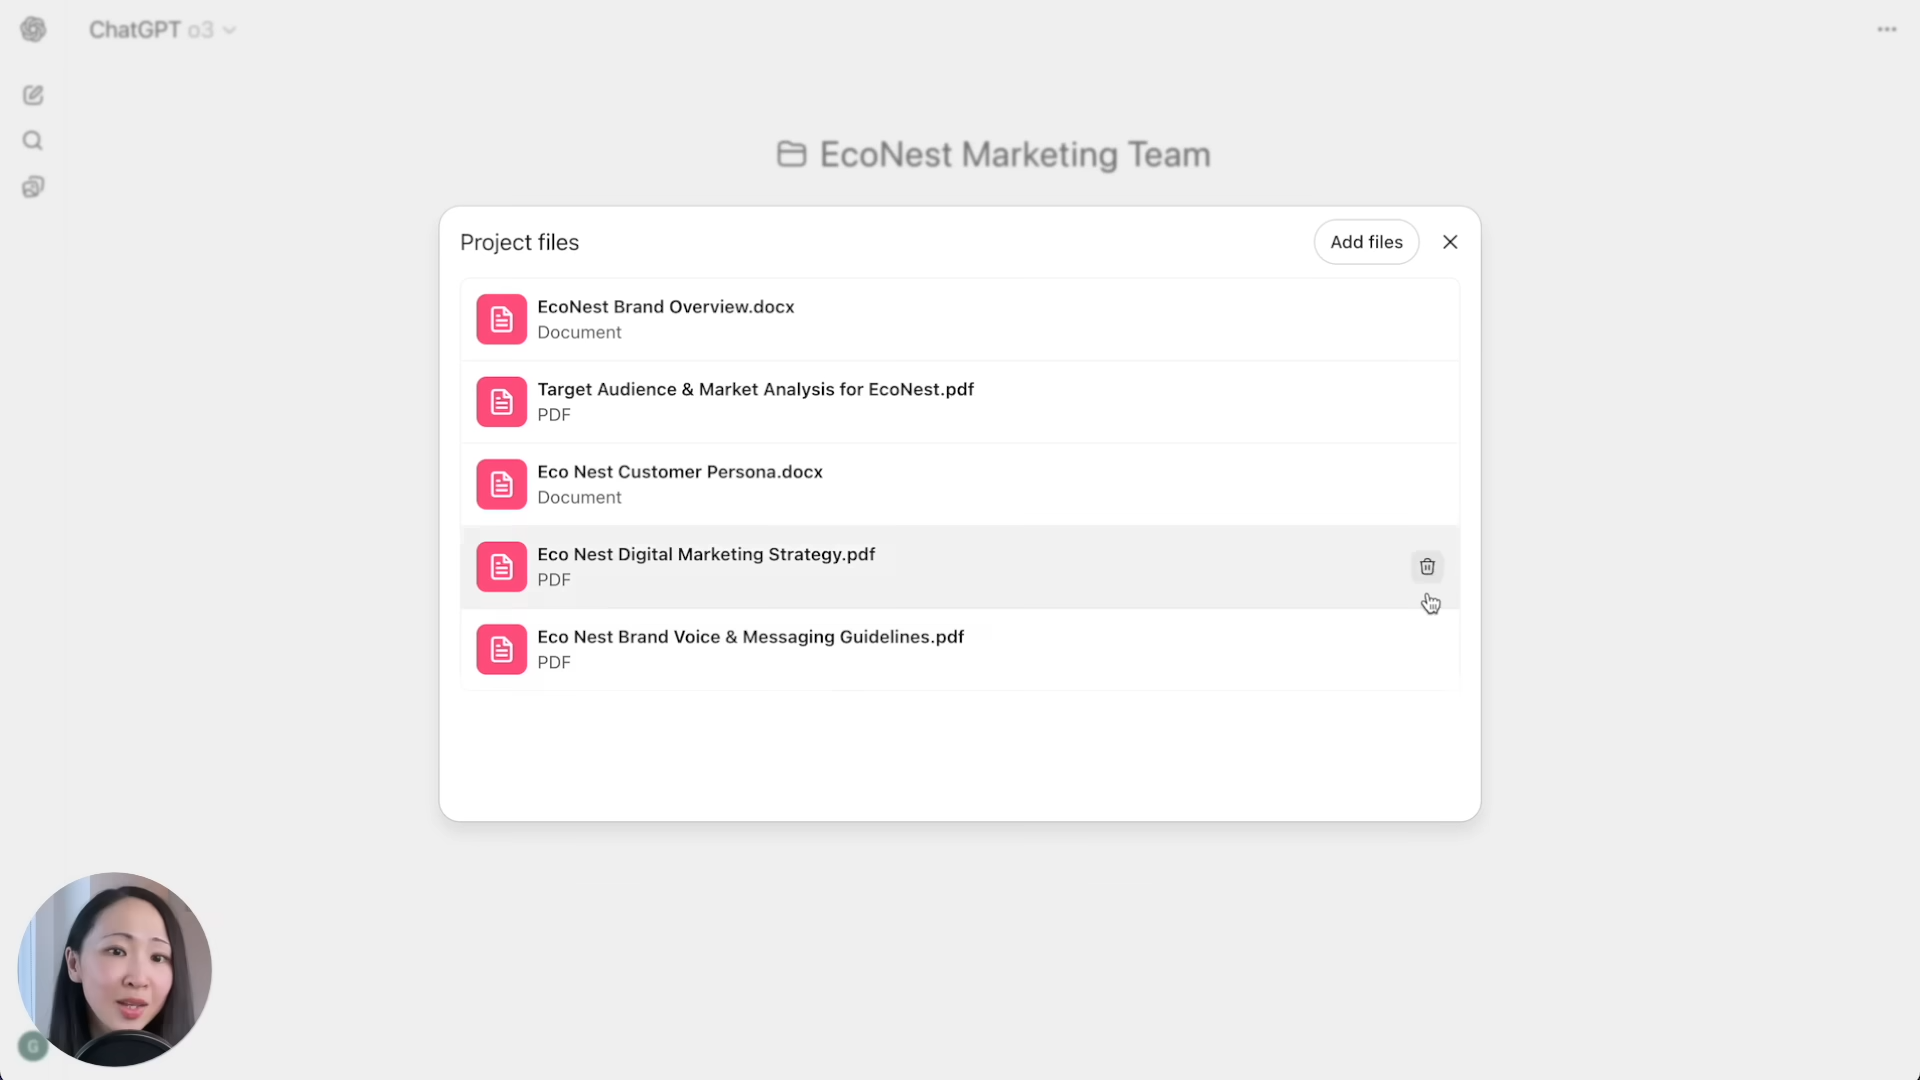 ChatGPT o3
EcoNest Marketing Team
Project files
Add files
EcoNest Brand Overview.docx
Document
Target Audience & Market Analysis for EcoNest.pdf
PDF
Eco Nest Customer Persona.docx
Document
Eco Nest Digital Marketing Strategy.pdf
PDF
Eco Nest Brand Voice & Messaging Guidelines.pdf
PDF
G